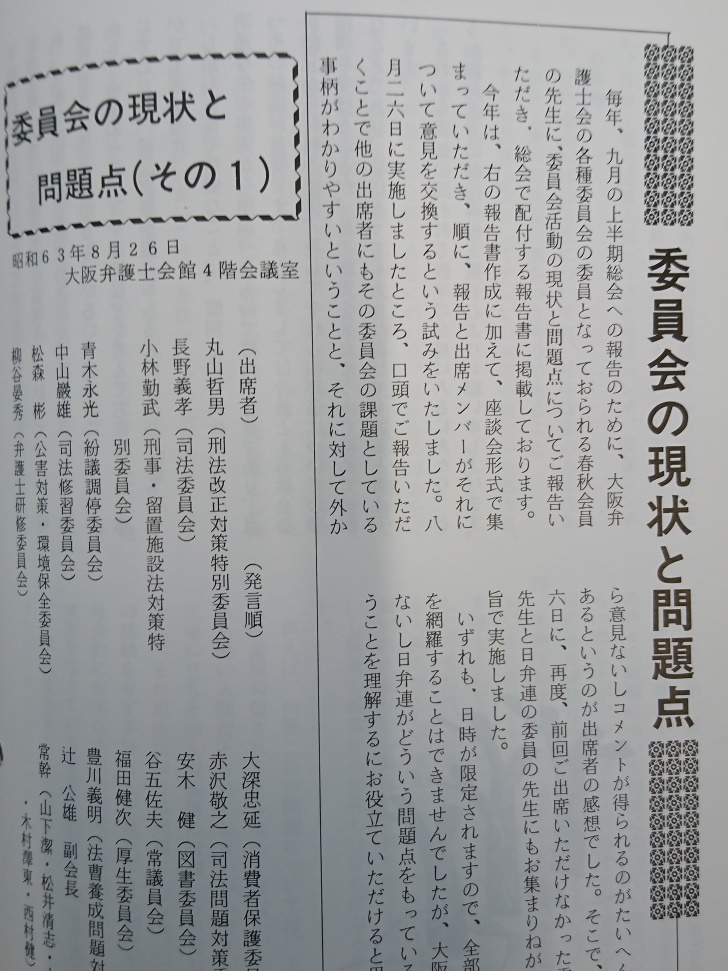 委員会の現状と問題点
毎年、九月の上半期総会への報告のために、大阪弁
護士会の各種委員会の委員となっておられる春秋会員
の先生に、委員会活動の現状と問題点についてご報告い
ただき、総会で配付する報告書に掲載しております。
今年は、右の報告書作成に加えて、座談会形式で集
まっていただき、順に、報告と出席メンバーがそれに
ついて意見を交換するという試みをいたしました。八
月二六日に実施しましたところ、口頭でご報告いただ
くことで他の出席者にもその委員会の課題としている
事柄がわかりやすいということと、それに対して外か
ら意見ないしコメントが得られるのがたいへん
あるというのが出席者の感想でした。そこで、
六日に、再度、前回ご出席いただけなかった
先生と日弁連の委員の先生にもお集まりねが
旨で実施しました。
いずれも、日時が限定されますので、全部
を網羅することはできませんでしたが、大阪
ないし日弁連がどういう問題点をもっている
うことを理解するにお役立ていただけると
委員会の現状と
問題点(その1)
昭和63年8月26日
大阪弁護士会館4階会議室
(出席者) (発言順)
丸山哲男(刑法改正対策特別委員会)
長野義孝(司法委員会)
小林勤武(刑事・留置施設法対策特
別委員会)
青木永光(紛議調停委員会)
中山巌雄(司法修習委員会)
松森 彬(公害対策・環境保全委員会)
柳谷晏秀(弁護士研修委員会)
大深忠延(消費者保護委員
赤沢敬之(司法問題対策
安木 健(図書委員会)
谷五佐夫(常議員会)
福田健次(厚生委員会)
豊川義明(法曹養成問題対
辻 公雄 副会長
常幹(山下潔・松井清志・
・木村澤東・西村健)